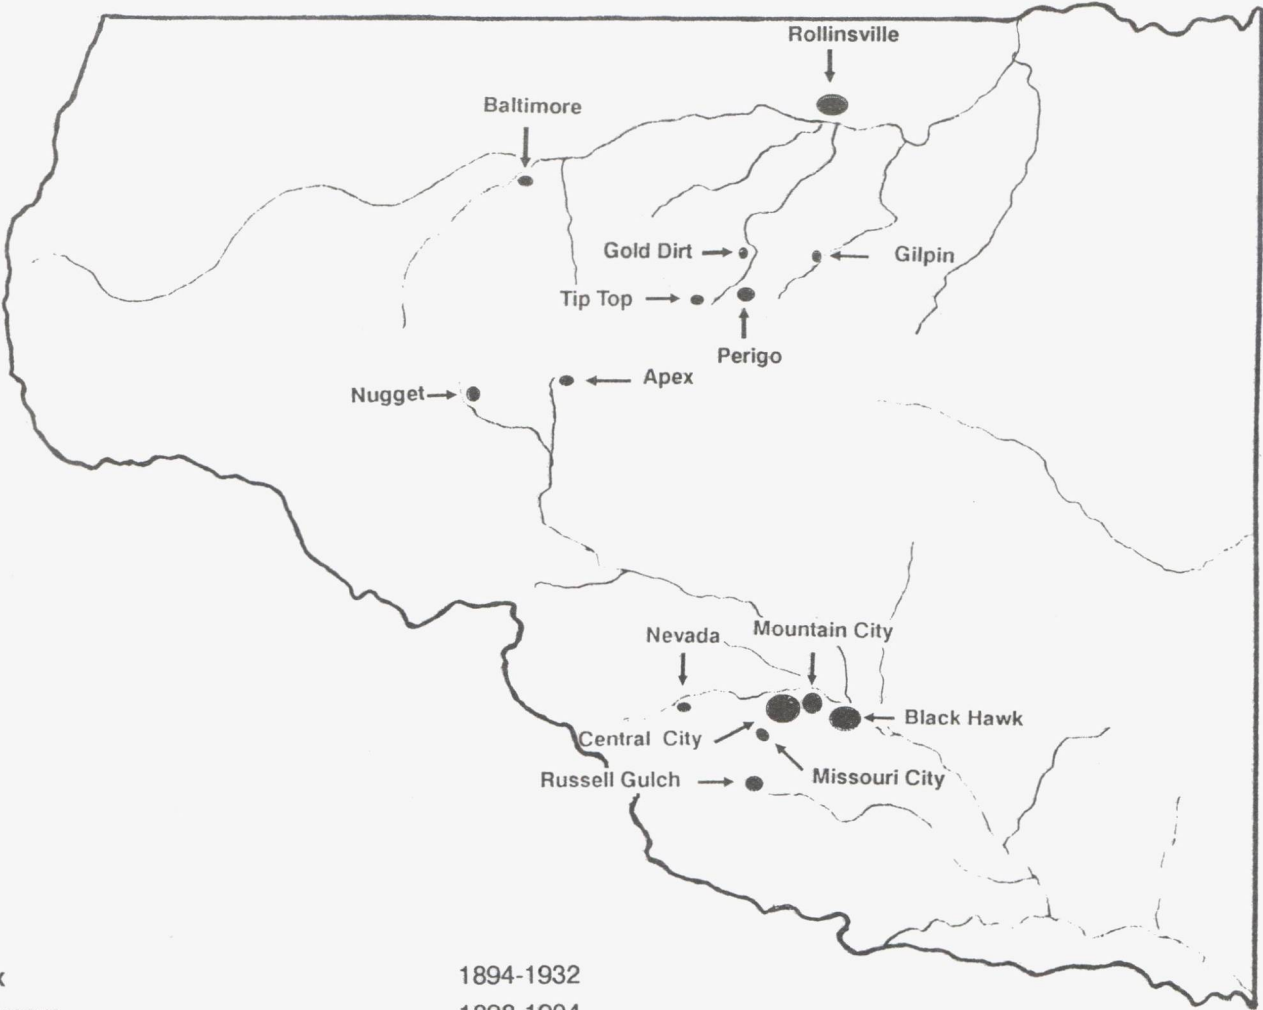 Rollinsville
Baltimore
Gold Dirt
Gilpin
Tip Top
Perigo
Apex
Nugget
Nevada
Mountain City
Black Hawk
Central City
Missouri City
Russell Gulch
x 1894-1932